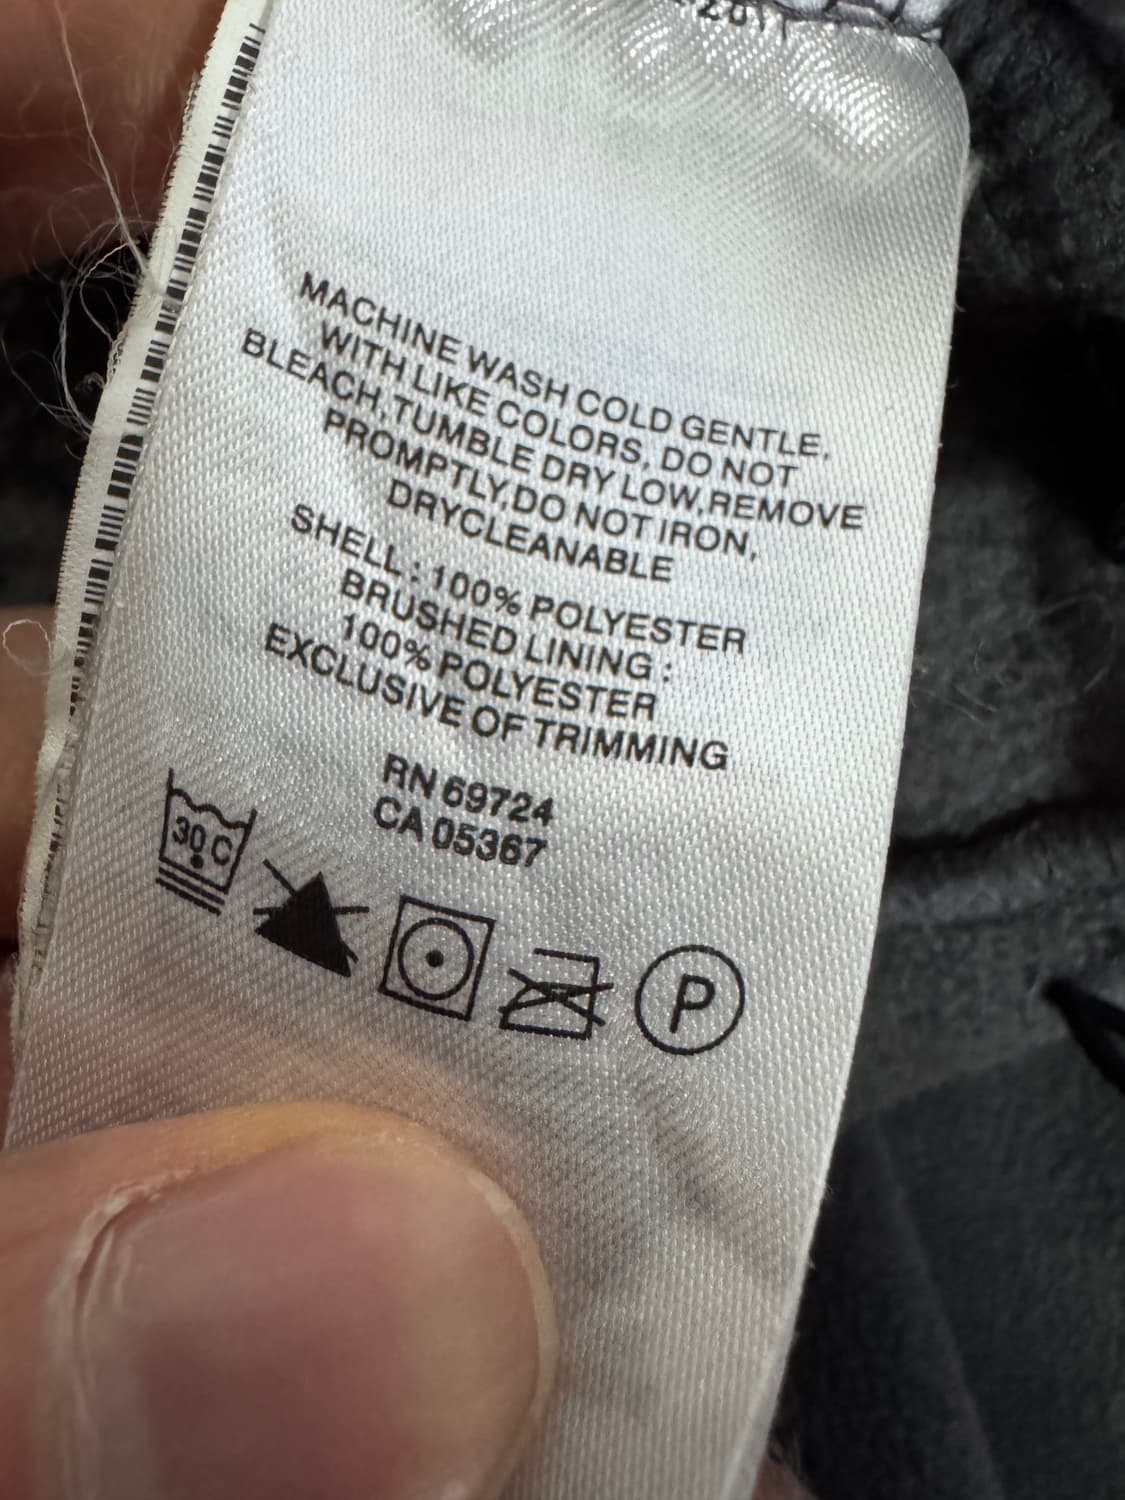 MACHINE WASH COLD GENTLE,
WITH LIKE COLORS, DO NOT
BLEACH,TUMBLE DRY LOW,REMOVE
PROMPTLY,DO NOT IRON,
DRYCLEANABLE
SHELL : 100% POLYESTER
BRUSHED LINING :
100% POLYESTER
EXCLUSIVE OF TRIMMING
RN 69724
CA 05367
30 C
P